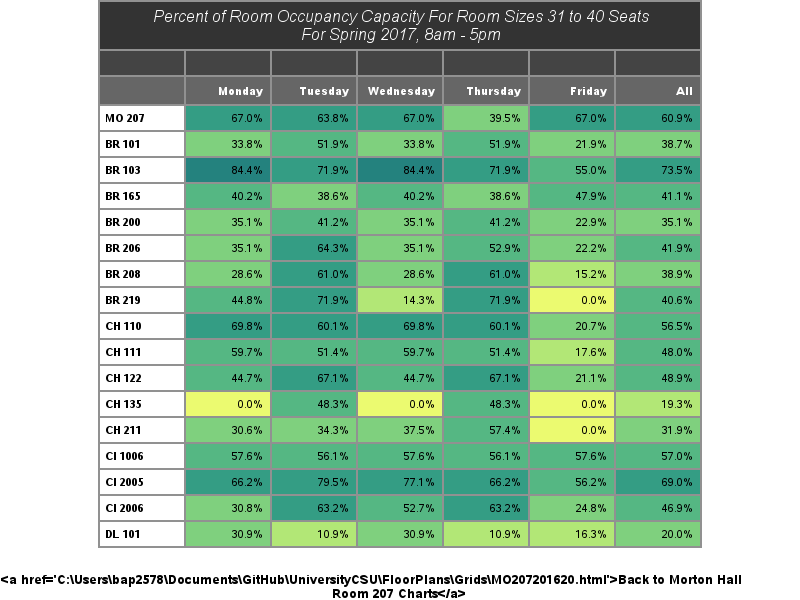 Percent of Room Occupancy Capacity For Room Sizes 31 to 40 Seats
For Spring 2017, 8am - 5pm
Monday Tuesday Wednesday Thursday Friday All
MO 207 67.0% 63.8% 67.0% 39.5% 67.0% 60.9%
BR 101 33.8% 51.9% 33.8% 51.9% 21.9% 38.7%
BR 103 84.4% 71.9% 84.4% 71.9% 55.0% 73.5%
BR 165 40.2% 38.6% 40.2% 38.6% 47.9% 41.1%
BR 200 35.1% 41.2% 35.1% 41.2% 22.9% 35.1%
BR 206 35.1% 64.3% 35.1% 52.9% 22.2% 41.9%
BR 208 28.6% 61.0% 28.6% 61.0% 15.2% 38.9%
BR 219 44.8% 71.9% 14.3% 71.9% 0.0% 40.6%
CH 110 69.8% 60.1% 69.8% 60.1% 20.7% 56.5%
CH 111 59.7% 51.4% 59.7% 51.4% 17.6% 48.0%
CH 122 44.7% 67.1% 44.7% 67.1% 21.1% 48.9%
CH 135 0.0% 48.3% 0.0% 48.3% 0.0% 19.3%
CH 211 30.6% 34.3% 37.5% 57.4% 0.0% 31.9%
CI 1006 57.6% 56.1% 57.6% 56.1% 57.6% 57.0%
CI 2005 66.2% 79.5% 77.1% 66.2% 56.2% 69.0%
CI 2006 30.8% 63.2% 52.7% 63.2% 24.8% 46.9%
DL 101 30.9% 10.9% 30.9% 10.9% 16.3% 20.0%
<a href='C:\Users\bap2578\Documents\GitHub\UniversityCSU\FloorPlans\Grids\MO207201620.html'>Back to Morton Hall
Room 207 Charts</a>